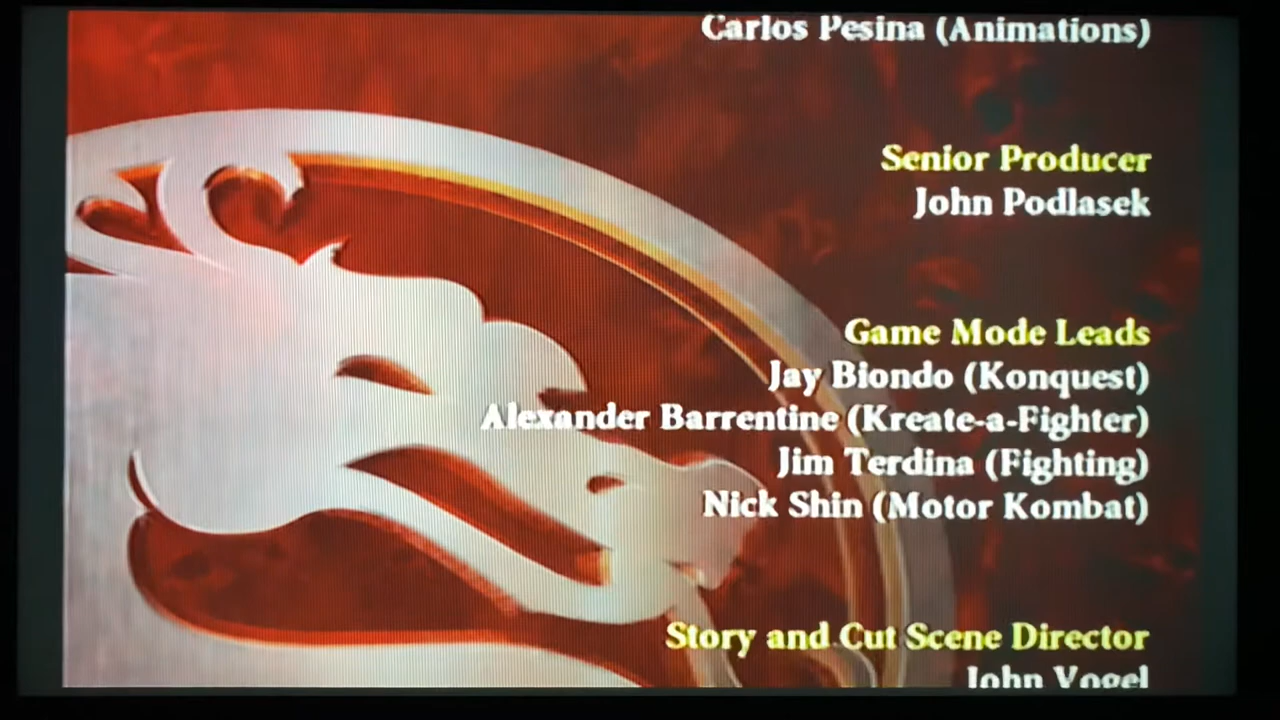 Carlos Pesina (Animations)
Senior Producer
John Podlasek
Game Mode Leads
Jay Biondo (Konquest)
Alexander Barrentine (Kreate-a-Fighter)
Jim Terdina (Fighting)
Nick Shin (Motor Kombat)
Story and Cut Scene Director
John Vogel